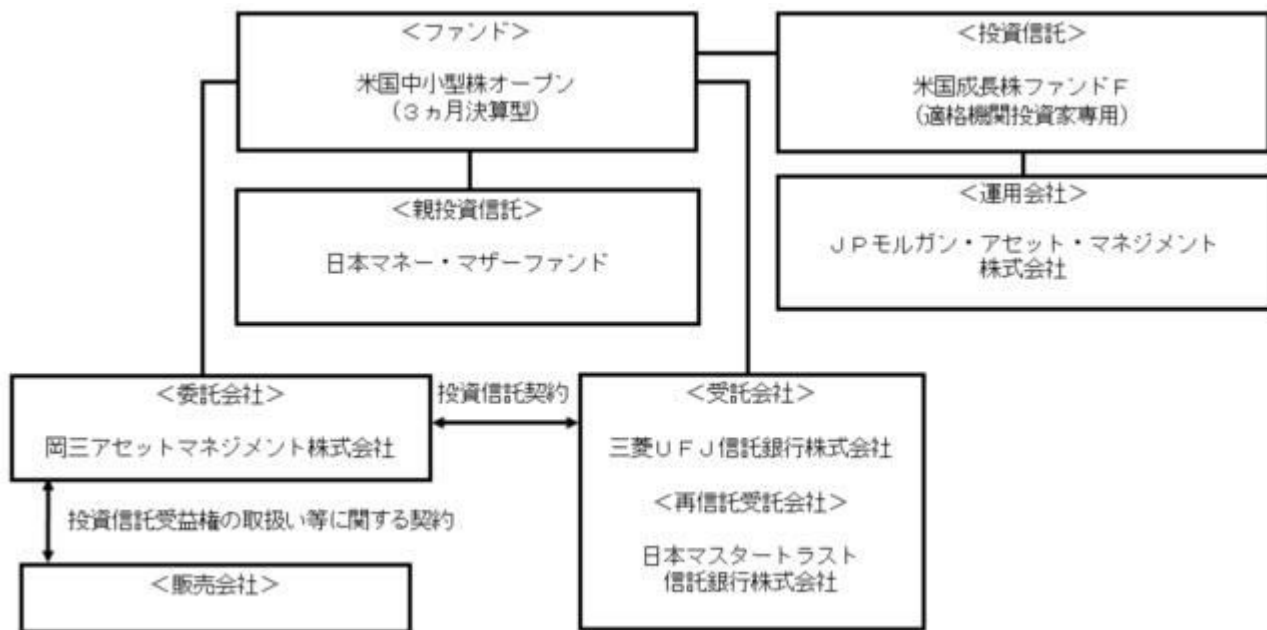 ＜ファンド＞
米国中小型株オープン
（３ヵ月決算型）
＜投資信託＞
米国成長株ファンドＦ
（適格機関投資家専用）
＜親投資信託＞
日本マネー・マザーファンド
＜運用会社＞
ＪＰモルガン・アセット・マネジメント
株式会社
＜委託会社＞
岡三アセットマネジメント株式会社
投資信託契約
＜受託会社＞
三菱ＵＦＪ信託銀行株式会社
＜再信託受託会社＞
日本マスタートラスト
信託銀行株式会社
投資信託受益権の取扱い等に関する契約
＜販売会社＞